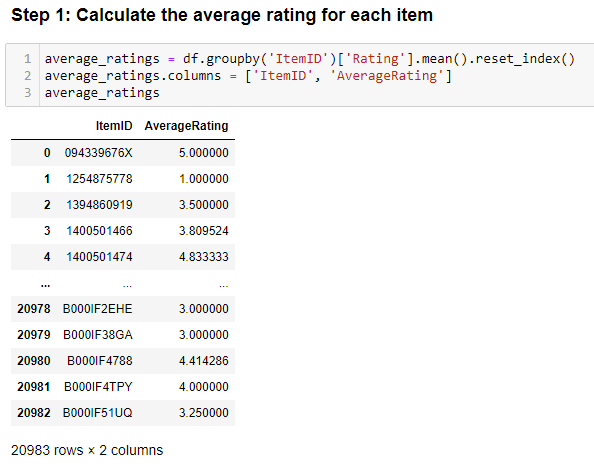 Step 1: Calculate the average rating for each item
1 average_ratings = df.groupby('ItemID')['Rating'].mean().reset_index()
2 average_ratings.columns = ['ItemID', 'AverageRating']
3 average_ratings
ItemID AverageRating
0 094339676X 5.000000
1 1254875778 1.000000
2 1394860919 3.500000
3 1400501466 3.809524
4 1400501474 4.833333
... ... ...
20978 B000IF2EHE 3.000000
20979 B000IF38GA 3.000000
20980 B000IF4788 4.414286
20981 B000IF4TPY 4.000000
20982 B000IF51UQ 3.250000
20983 rows × 2 columns